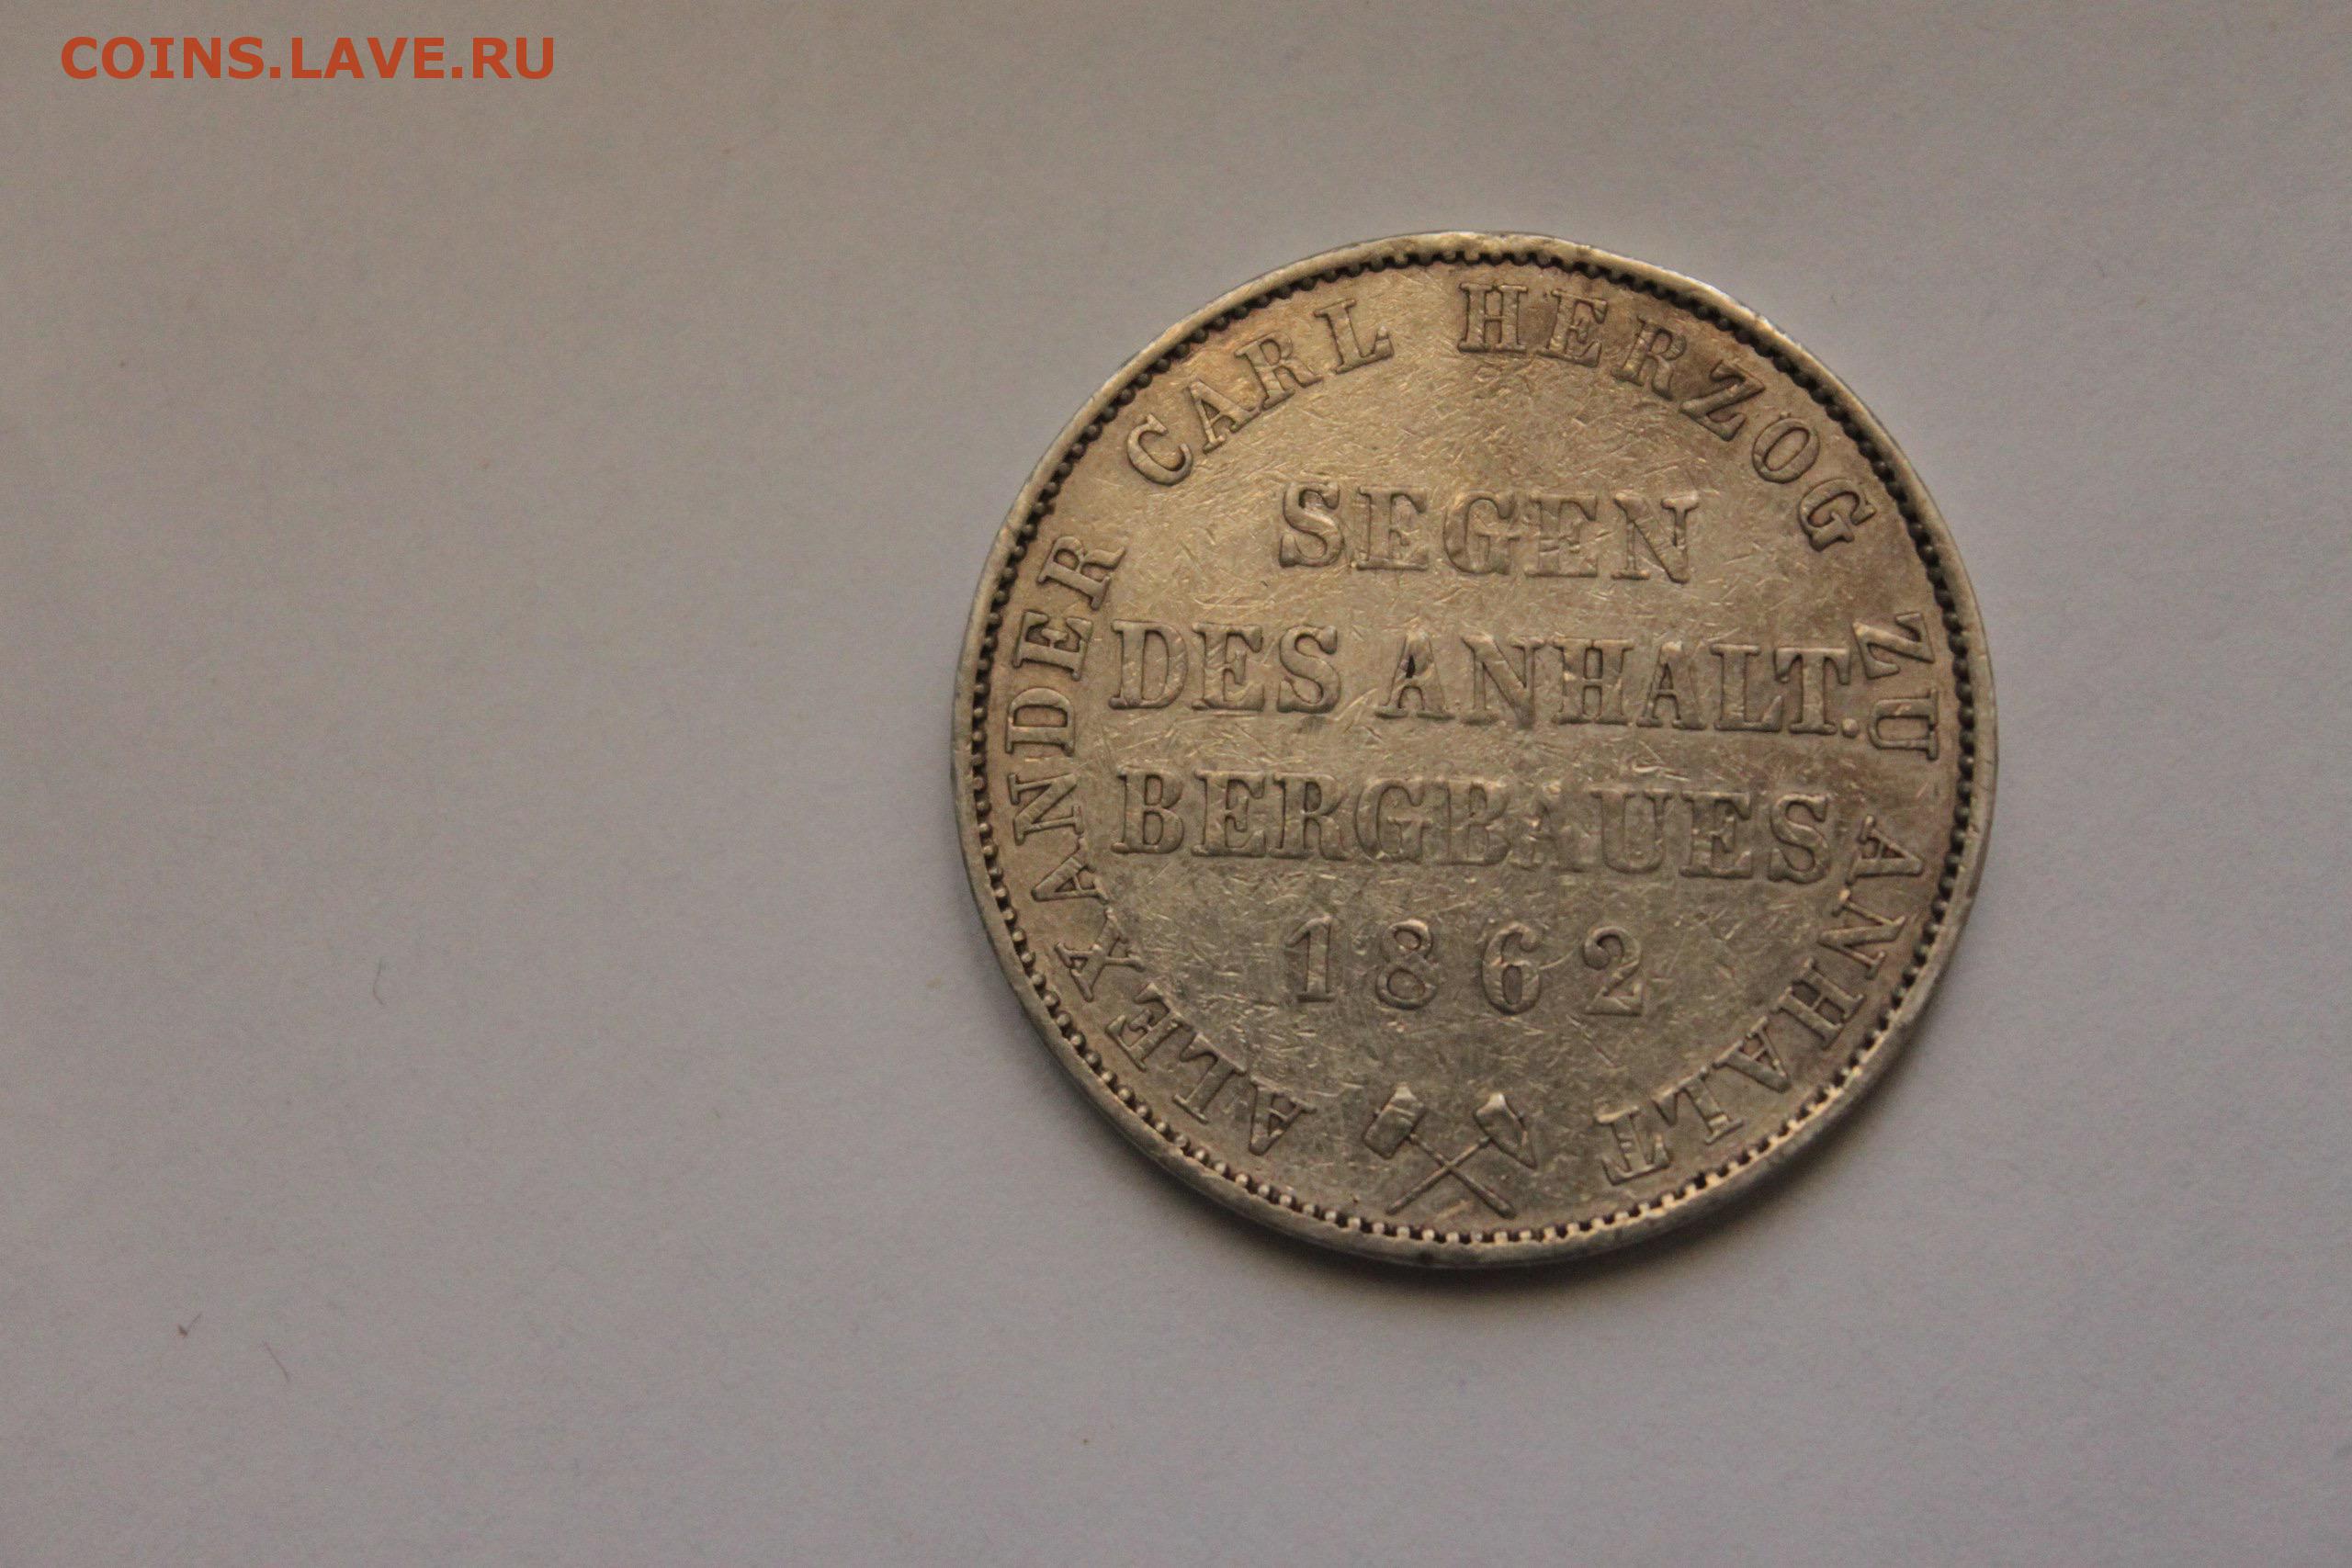 COINS.LAVE.RU
ALEXANDER CARL HERZOG ZU ANHALT
SEGEN
DES ANHALT.
BERGBAUES
1862